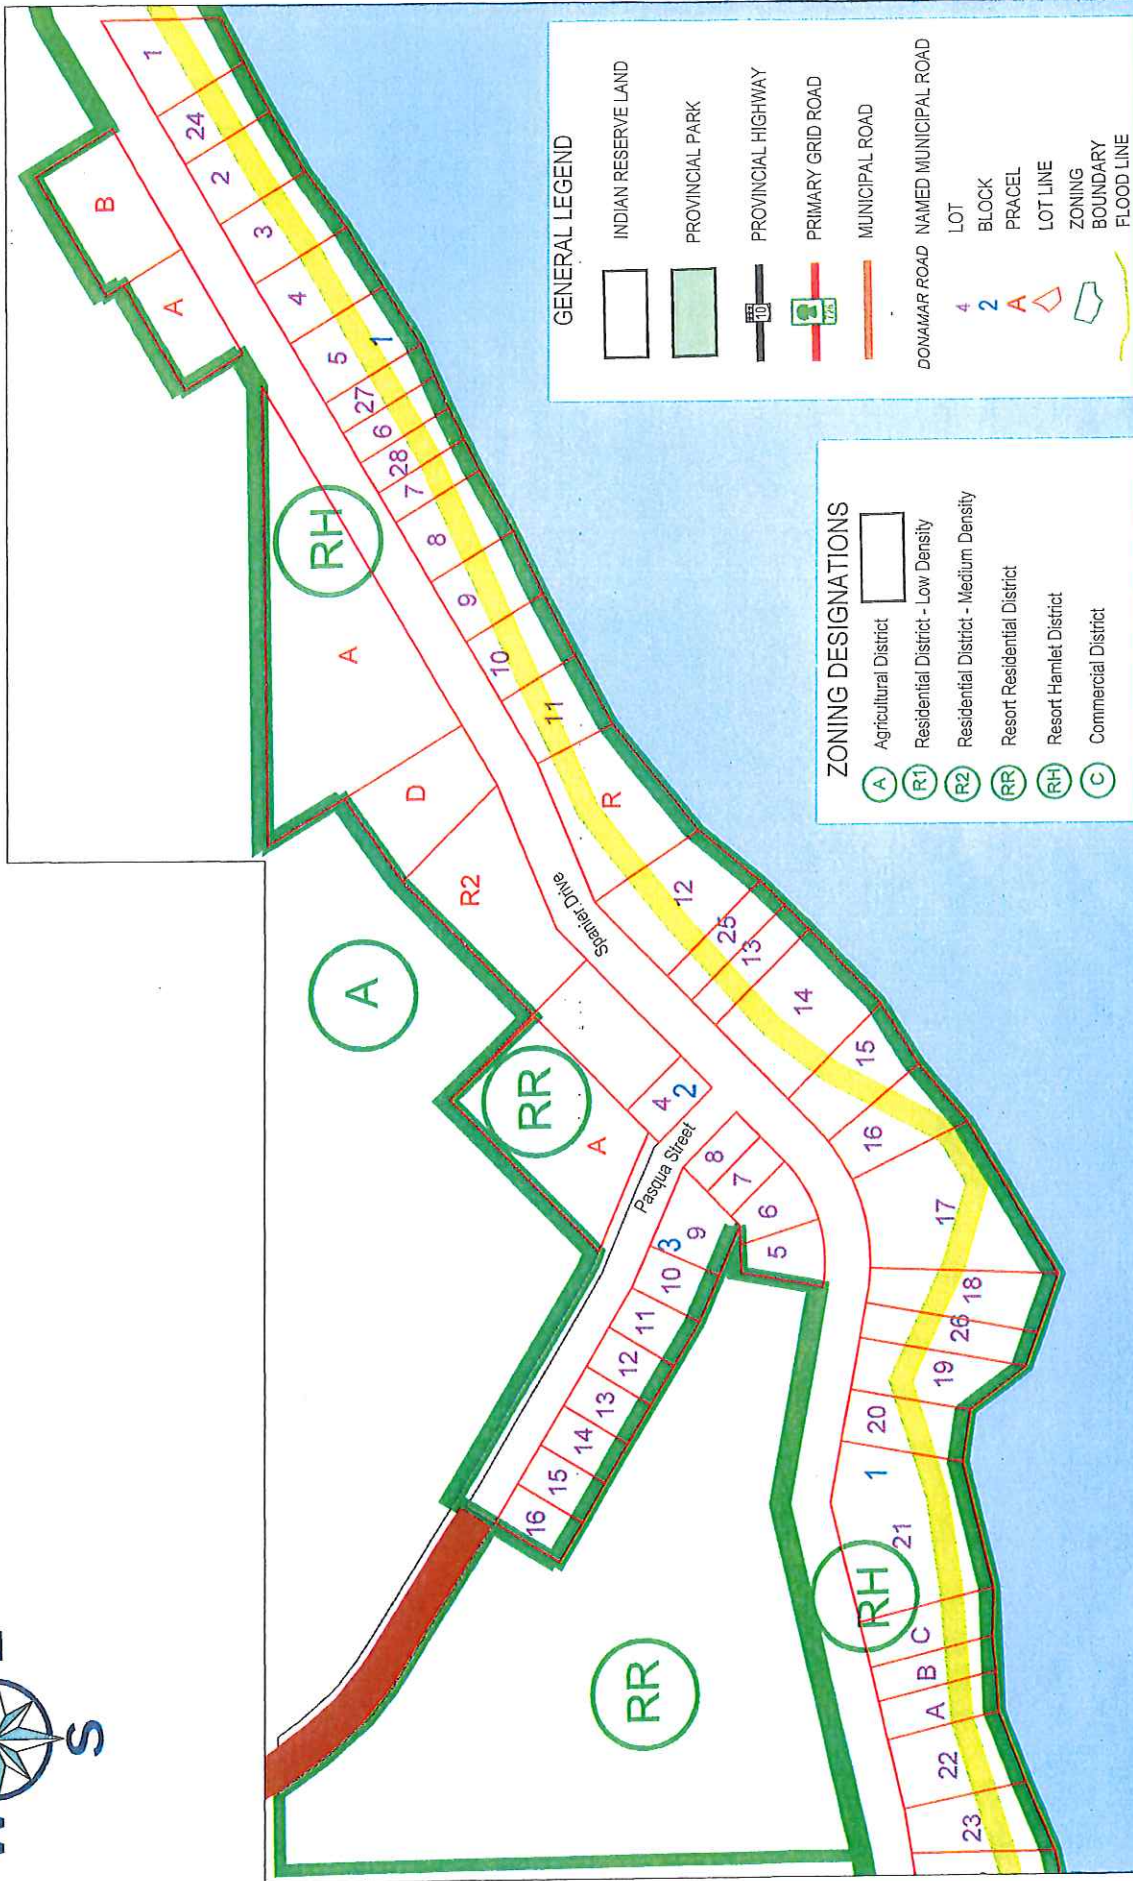 GENERAL LEGEND
INDIAN RESERVE LAND
PROVINCIAL PARK
10
PROVINCIAL HIGHWAY
PRIMARY GRID ROAD
MUNICIPAL ROAD
DONAMAR ROAD NAMED MUNICIPAL ROAD
4 LOT
2 BLOCK
A PRACEL
LOT LINE
ZONING
BOUNDARY
FLOOD LINE
ZONING DESIGNATIONS
A Agricultural District
R1 Residential District - Low Density
R2 Residential District - Medium Density
RR Resort Residential District
RH Resort Hamlet District
C Commercial District
S
A
RR
RR
RH
RH
Spanier Drive
Pasqua Street
B
A
A
D
R2
A
4
2
8
7
6
5
3
9
10
11
12
13
14
15
16
1
24
2
3
4
5
1
27
6
28
7
8
9
10
11
R
12
25
13
14
15
16
17
18
26
19
20
1
21
C
B
A
22
23